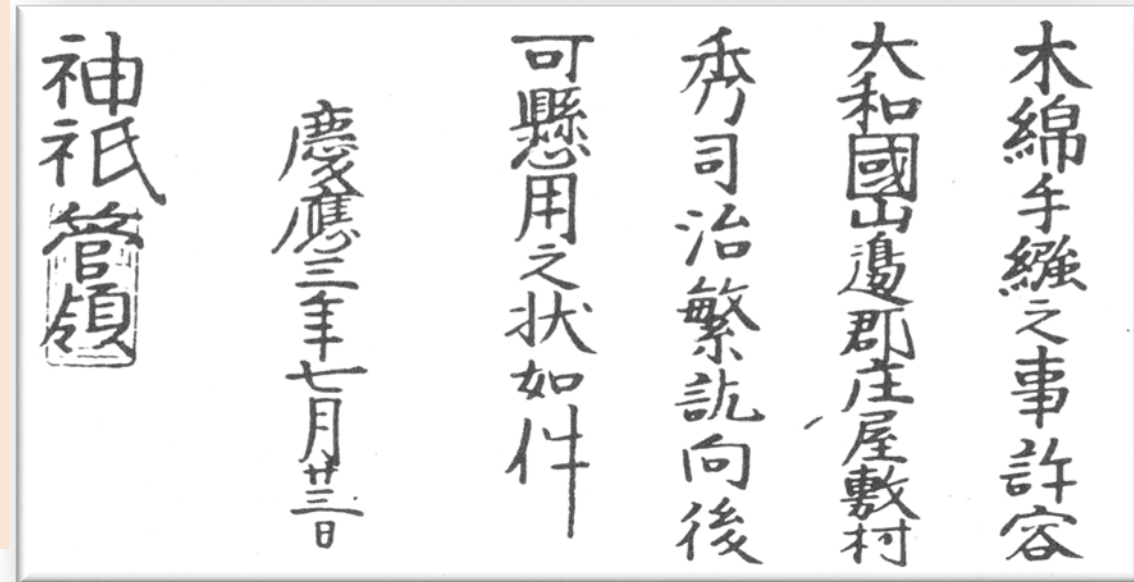 木綿手繦之事許容
大和國山邊郡庄屋敷村
秀司治繁訖向後
可懸用之状如件
慶應三年七月廿三日
神祇管領